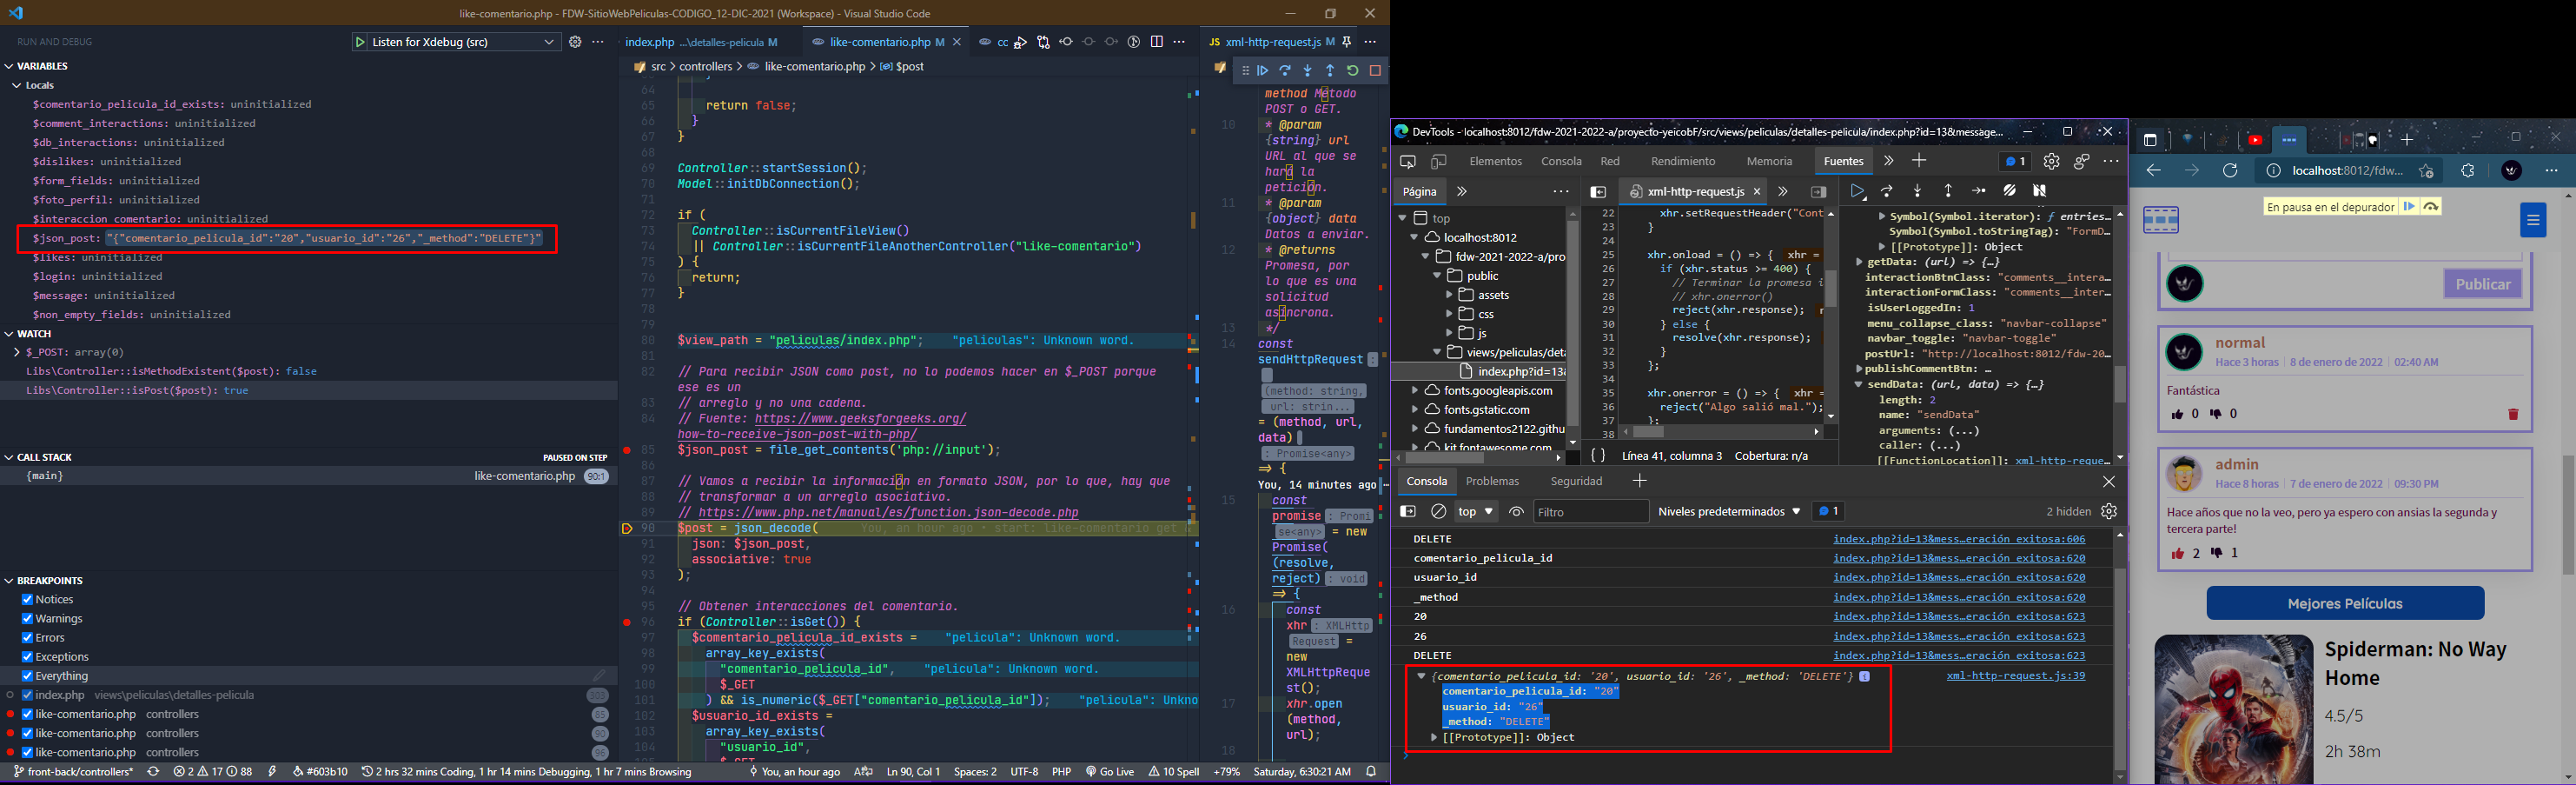 like-comentario.php - FDW-SitioWebPeliculas-CODIGO_12-DIC-2021 (Workspace) - Visual Studio Code
RUN AND DEBUG
Listen for Xdebug (src)
VARIABLES
Locals
$comentario_pelicula_id_exists: uninitialized
$comment_interactions: uninitialized
$db_interactions: uninitialized
$dislikes: uninitialized
$form_fields: uninitialized
$foto_perfil: uninitialized
$interaccion_comentario: uninitialized
$json_post: "{"comentario_pelicula_id":"20","usuario_id":"26","_method":"DELETE"}"
$likes: uninitialized
$login: uninitialized
$message: uninitialized
$non_empty_fields: uninitialized
WATCH
$_POST: array(0)
Libs\Controller::isMethodExistent($post): false
Libs\Controller::isPost($post): true
CALL STACK
PAUSED ON STEP
{main}
like-comentario.php 90:1
BREAKPOINTS
Notices
Warnings
Errors
Exceptions
Everything
index.php views\peliculas\detalles-pelicula
like-comentario.php controllers 85
like-comentario.php controllers 90
like-comentario.php controllers 96
index.php ...\detalles-pelicula M
like-comentario.php M
src > controllers > like-comentario.php > $post
64
65 return false;
66 }
67 }
68
69 Controller::startSession();
70 Model::initDbConnection();
71
72 if (
73 Controller::isCurrentFileView()
74 || Controller::isCurrentFileAnotherController("like-comentario")
75 ) {
76 return;
77 }
78
79
80 $view_path = "peliculas/index.php"; "peliculas": Unknown word.
81
82 // Para recibir JSON como post, no lo podemos hacer en $_POST porque
ese es un
83 // arreglo y no una cadena.
84 // Fuente: https://www.geeksforgeeks.org/
how-to-receive-json-post-with-php/
85 $json_post = file_get_contents('php://input');
86
87 // Vamos a recibir la información en formato JSON, por lo que, hay que
88 // transformar a un arreglo asociativo.
89 // https://www.php.net/manual/es/function.json-decode.php
90 $post = json_decode( You, an hour ago • start: like-comentario get
91 json: $json_post,
92 associative: true
93 );
94
95 // Obtener interacciones del comentario.
96 if (Controller::isGet()) {
97 $comentario_pelicula_id_exists = "pelicula": Unknown word.
98 array_key_exists(
99 "comentario_pelicula_id", "pelicula": Unknown word.
100 $_GET
101 ) && is_numeric($_GET["comentario_pelicula_id"]); "pelicula": Unkno
102 $usuario_id_exists =
103 array_key_exists(
104 "usuario_id",
JS xml-http-request.js M
method Método
POST o GET.
10 * @param
{string} url
URL al que se
hará la
petición.
11 * @param
{object} data
Datos a enviar.
12 * @returns
Promesa, por
lo que es una
solicitud
asíncrona.
13 */
14 const
sendHttpRequest :
(method: string,
url: strin...
= (method, url,
data)
: Promise<any>
=> {
You, 14 minutes ago
15 const
promise : Promi
se<any> = new
Promise(
(resolve,
reject) : void
=> {
16 const
xhr : XMLHttp
Request =
new
XMLHttpReque
st();
17 xhr.open
(method,
url);
18
front-back/controllers* 2 17 88 #603b10 2 hrs 32 mins Coding, 1 hr 14 mins Debugging, 1 hr 7 mins Browsing
You, an hour ago Ln 90, Col 1 Spaces: 2 UTF-8 PHP Go Live 10 Spell +79% Saturday, 6:30:21 AM
DevTools - localhost:8012/fdw-2021-2022-a/proyecto-yeicobF/src/views/peliculas/detalles-pelicula/index.php?id=13&message...
Elementos Consola Red Rendimiento Memoria Fuentes 1
Página
top
localhost:8012
fdw-2021-2022-a/pro
public
assets
css
js
views/peliculas/deta
index.php?id=13&
fonts.googleapis.com
fonts.gstatic.com
fundamentos2122.githu
kit.fontawesome.com
xml-http-request.js
22 xhr.setRequestHeader("Cont
23 }
24
25 xhr.onload = () => { xhr =
26 if (xhr.status >= 400) {
27 // Terminar la promesa i
28 // xhr.onerror()
29 reject(xhr.response);
30 } else {
31 resolve(xhr.response);
32 }
33 };
34
35 xhr.onerror = () => { xhr =
36 reject("Algo salió mal.");
37 };
38
{ } Línea 41, columna 3 Cobertura: n/a
Symbol(Symbol.iterator): ƒ entries…
Symbol(Symbol.toStringTag): "FormD…
[[Prototype]]: Object
getData: (url) => {…}
interactionBtnClass: "comments__intera…
interactionFormClass: "comments__inter…
isUserLoggedIn: 1
menu_collapse_class: "navbar-collapse"
navbar_toggle: "navbar-toggle"
postUrl: "http://localhost:8012/fdw-20…
publishCommentBtn: …
sendData: (url, data) => {…}
length: 2
name: "sendData"
arguments: (...)
caller: (...)
[[FunctionLocation]]: xml-http-reque…
Consola Problemas Seguridad
top Filtro Niveles predeterminados 1 2 hidden
DELETE index.php?id=13&mess…eración exitosa:606
comentario_pelicula_id index.php?id=13&mess…eración exitosa:620
usuario_id index.php?id=13&mess…eración exitosa:620
_method index.php?id=13&mess…eración exitosa:620
20 index.php?id=13&mess…eración exitosa:623
26 index.php?id=13&mess…eración exitosa:623
DELETE index.php?id=13&mess…eración exitosa:623
{comentario_pelicula_id: '20', usuario_id: '26', _method: 'DELETE'} xml-http-request.js:39
comentario_pelicula_id: "20"
usuario_id: "26"
_method: "DELETE"
[[Prototype]]: Object
localhost:8012/fdw...
En pausa en el depurador
Publicar
normal
Hace 3 horas | 8 de enero de 2022 | 02:40 AM
Fantástica
0 0
admin
Hace 8 horas | 7 de enero de 2022 | 09:30 PM
Hace años que no la veo, pero ya espero con ansias la segunda y
tercera parte!
2 1
Mejores Películas
Spiderman: No Way
Home
4.5/5
2h 38m